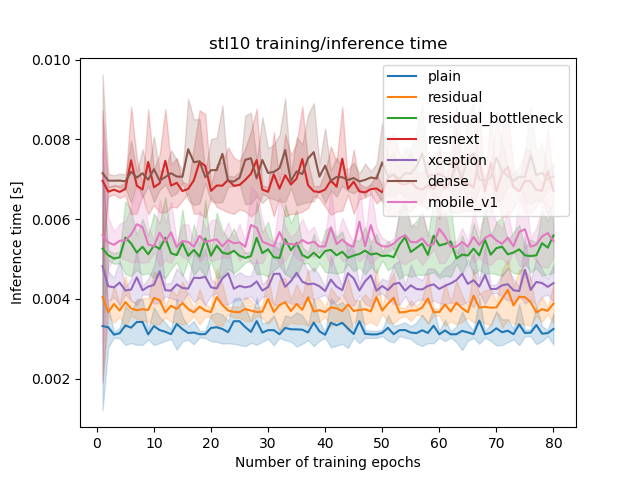 stl10 training/inference time
0.010
0.008
0.006
0.004
0.002
Inference time [s]
plain
residual
residual_bottleneck
resnext
xception
dense
mobile_v1
0 10 20 30 40 50 60 70 80
Number of training epochs